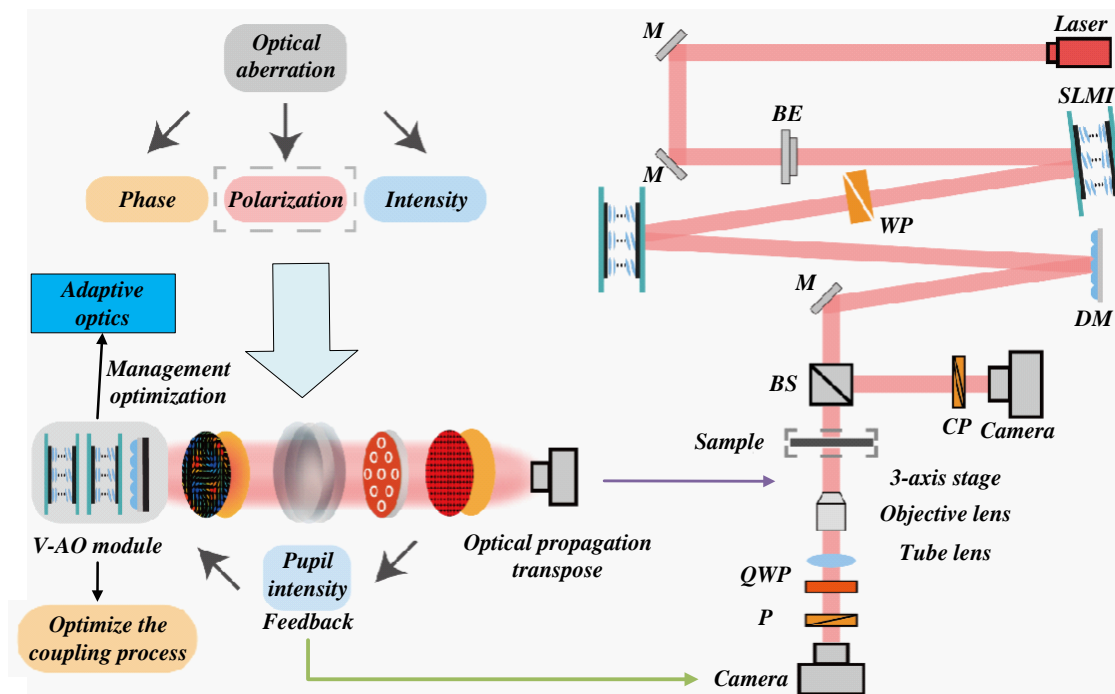 Optical
aberration
Phase
Polarization
Intensity
Adaptive
optics
Management
optimization
V-AO module
Optimize the
coupling process
Pupil
intensity
Feedback
Optical propagation
transpose
M
Laser
SLMI
BE
M
WP
DM
M
BS
CP
Camera
Sample
3-axis stage
Objective lens
Tube lens
QWP
P
Camera